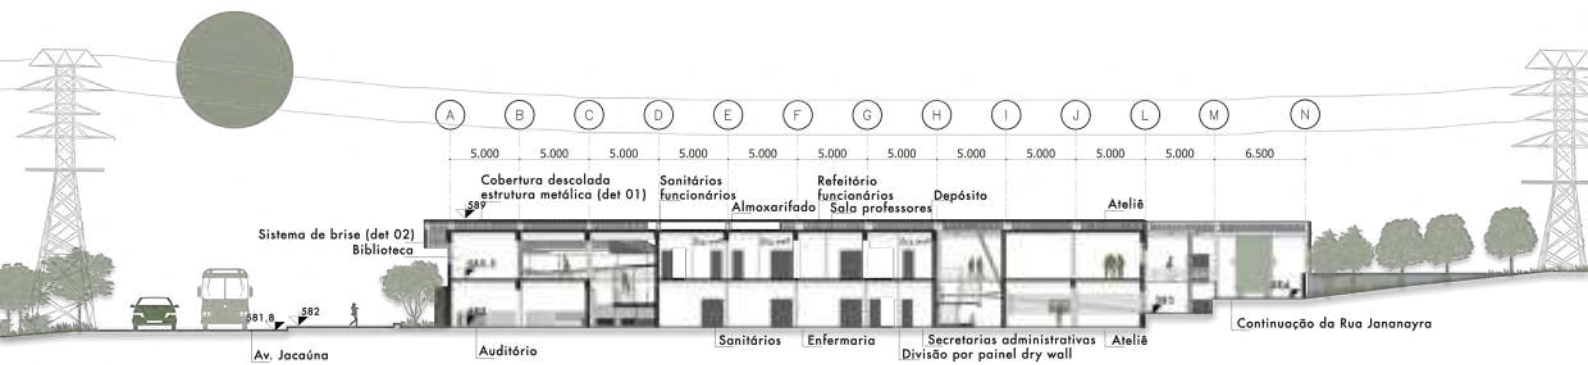 A B C D E F G H I J L M N
5.000 5.000 5.000 5.000 5.000 5.000 5.000 5.000 5.000 5.000 5.000 6.500
Cobertura descolada
estrutura metálica (det 01)
589
Sanitários
funcionários
Almoxarifado
Refeitório
funcionários
Sala professores
Depósito
Ateliê
Sistema de brise (det 02)
Biblioteca
581,8
582
Av. Jacaúna
Auditório
Sanitários
Enfermaria
Secretarias administrativas
Divisão por painel dry wall
Ateliê
Continuação da Rua Jananayra